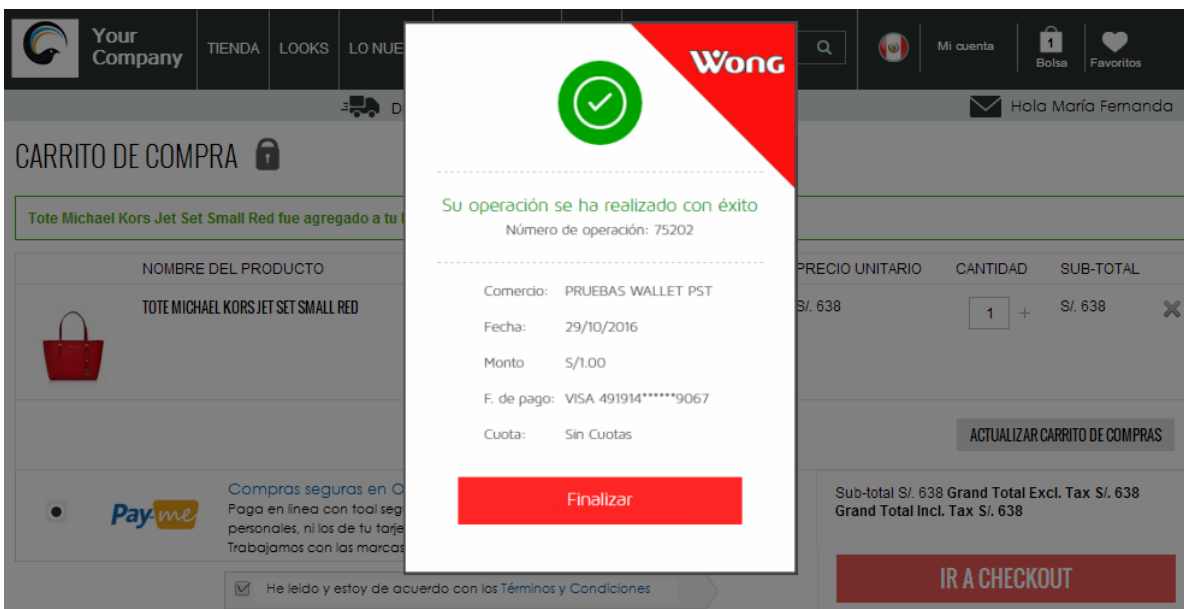 Your
Company
TIENDA
LOOKS
LO NUE
Mi cuenta
1
Bolsa
Favoritos
Wong
D
Hola María Fernanda
CARRITO DE COMPRA
Tote Michael Kors Jet Set Small Red fue agregado a tu
Su operación se ha realizado con éxito
Número de operación: 75202
NOMBRE DEL PRODUCTO
PRECIO UNITARIO
CANTIDAD
SUB-TOTAL
TOTE MICHAEL KORS JET SET SMALL RED
S/. 638
1 +
S/. 638
Comercio: PRUEBAS WALLET PST
Fecha: 29/10/2016
Monto S/1.00
F. de pago: VISA 491914******9067
Cuota: Sin Cuotas
Finalizar
ACTUALIZAR CARRITO DE COMPRAS
Pay-me
Compras seguras en
Paga en linea con toal seg
personales, ni los de tu tarje
Trabajamos con las marcas
He leido y estoy de acuerdo con los Términos y Condiciones
Sub-total S/. 638 Grand Total Excl. Tax S/. 638
Grand Total Incl. Tax S/. 638
IR A CHECKOUT